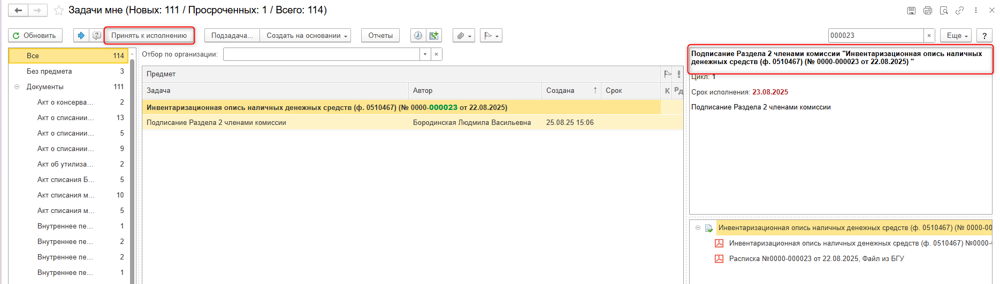 Задачи мне (Новых: 111 / Просроченных: 1 / Всего: 114)
Обновить
Принять к исполнению
Подзадача...
Создать на основании
Отчеты
000023
×
Еще
?
Все 114
Без предмета 3
Документы 111
Акт о консерва... 2
Акт о списании... 13
Акт о списании... 5
Акт о списании... 9
Акт об утилиза... 2
Акт списания Б... 5
Акт списания м... 10
Акт списания м... 5
Внутреннее пе... 1
Внутреннее пе... 2
Внутреннее пе... 2
Внутреннее пе... 1
Отбор по организации:
×
Предмет
Задача Автор Создана ↑ Срок К Рд
Инвентаризационная опись наличных денежных средств (ф. 0510467) (№ 0000-000023 от 22.08.2025)
Подписание Раздела 2 членами комиссии Бородинская Людмила Васильевна 25.08.25 15:06
Подписание Раздела 2 членами комиссии "Инвентаризационная опись наличных
денежных средств (ф. 0510467) (№ 0000-000023 от 22.08.2025) "
Цикл: 1
Срок исполнения: 23.08.2025
Подписание Раздела 2 членами комиссии
Инвентаризационная опись наличных денежных средств (ф. 0510467) (№ 0000-00
Инвентаризационная опись наличных денежных средств (ф. 0510467) №0000-
Расписка №0000-000023 от 22.08.2025, Файл из БГУ